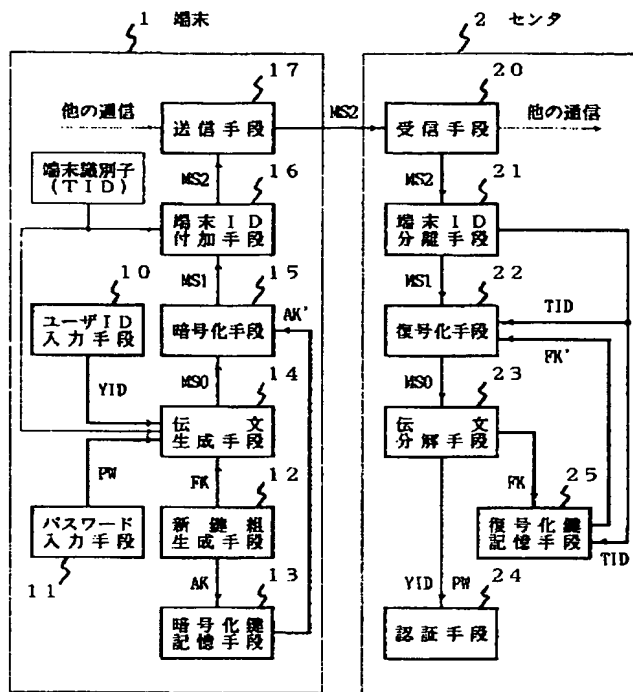 1 端末
2 センタ
17
20
他の通信
送信手段
MS2
受信手段
他の通信
端末識別子
(TID)
MS2
16
MS2
21
端末ID
付加手段
端末ID
分離手段
10
MS1
15
MS1
22
ユーザID
入力手段
暗号化手段
AK'
復号化手段
TID
FK'
YID
MS0
14
MS0
23
伝文
生成手段
伝文
分解手段
PW
FK
12
FK
25
パスワード
入力手段
新鍵組
生成手段
復号化鍵
記憶手段
11
AK
13
YID
PW
24
TID
暗号化鍵
記憶手段
認証手段